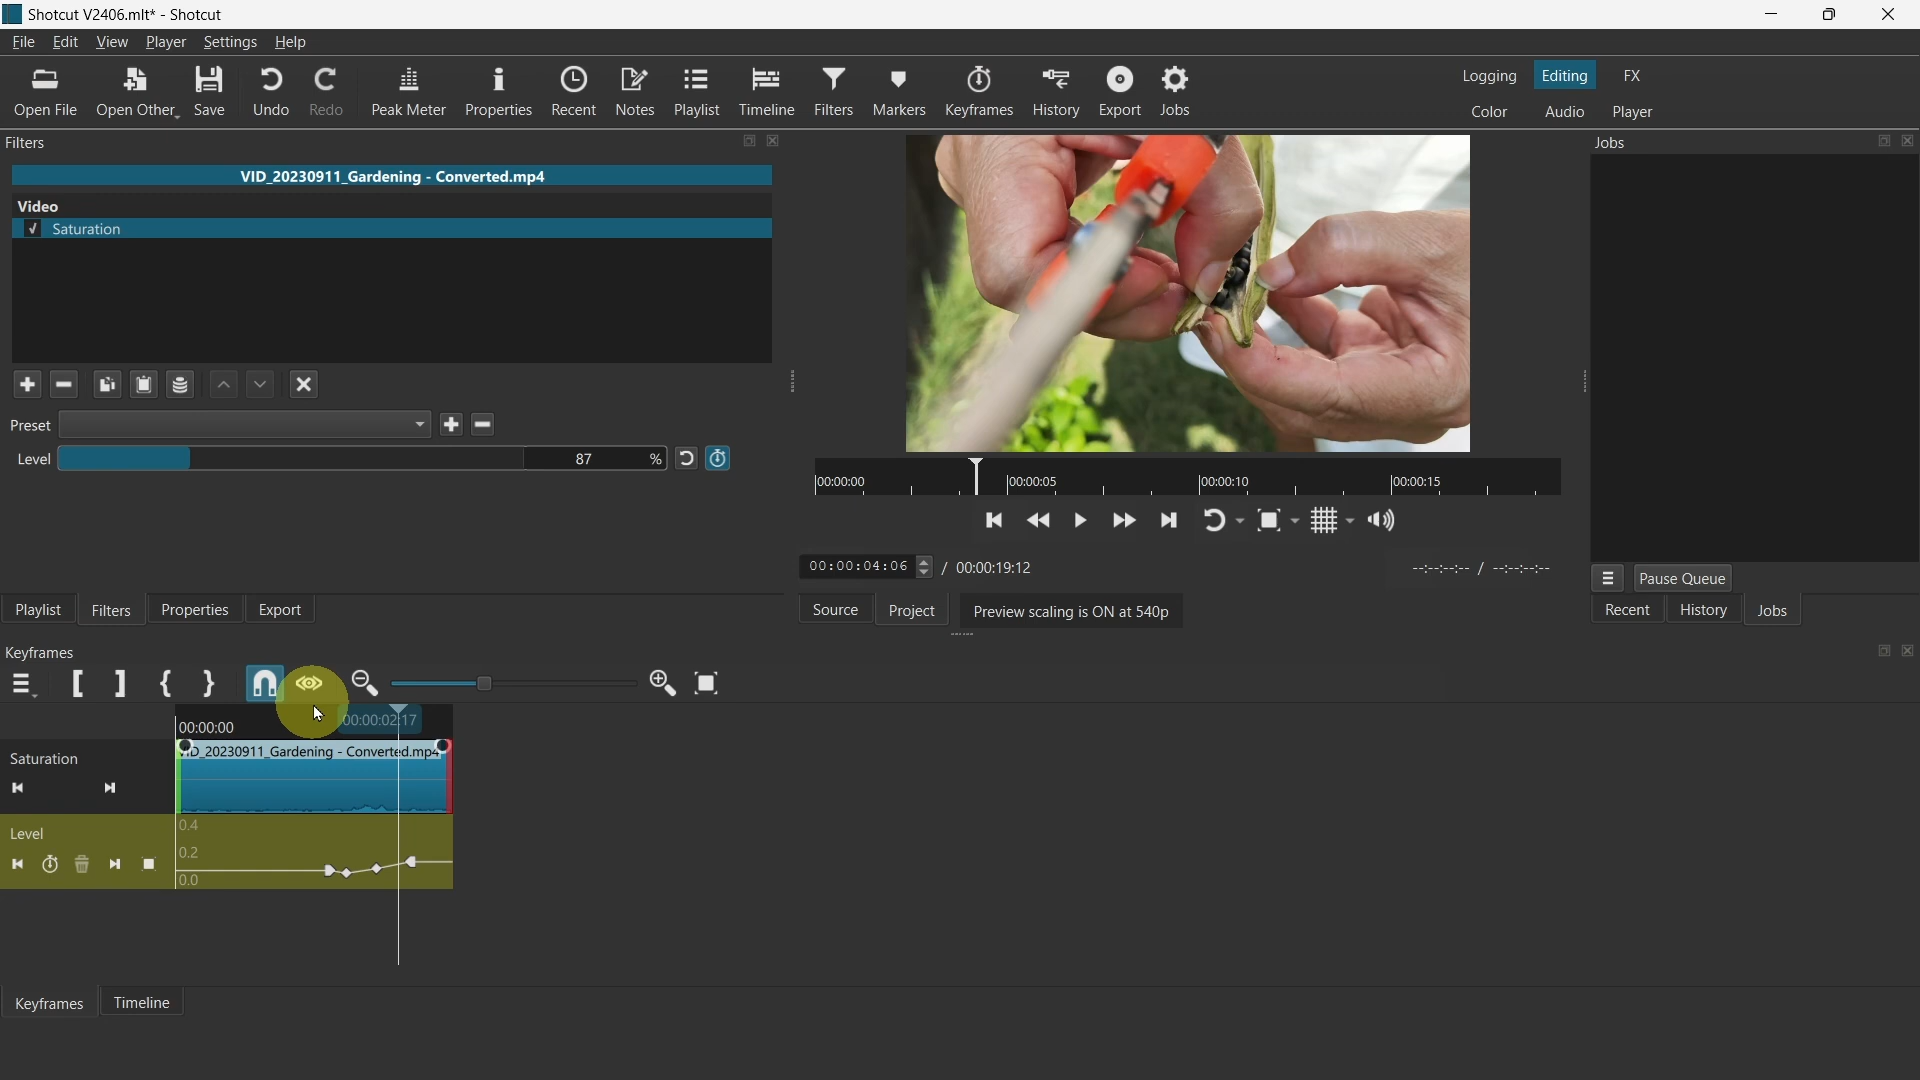 Shotcut V2406.mlt* - Shotcut
File Edit View Player Settings Help
Open File Open Other Save Undo Redo Peak Meter Properties Recent Notes Playlist Timeline Filters Markers Keyframes History Export Jobs
Logging Editing FX
Color Audio Player
Filters
VID_20230911_Gardening - Converted.mp4
Video
Saturation
Preset
Level 87 %
00:00:00 00:00:05 00:00:10 00:00:15
00:00:04:06 / 00:00:19:12
--:--:--:-- / --:--:--:--
Jobs
Pause Queue
Playlist Filters Properties Export
Source Project Preview scaling is ON at 540p
Recent History Jobs
Keyframes
00:00:00 00:00:02:17
Saturation
D_20230911_Gardening - Converted.mp4
Level
0.4
0.2
0.0
Keyframes Timeline